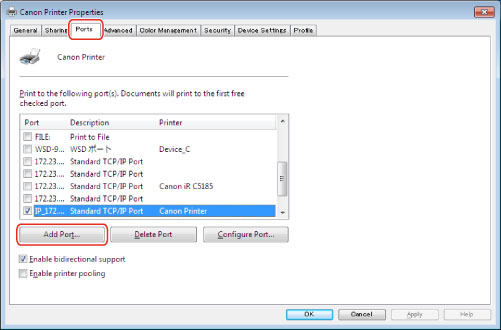 Canon Printer Properties
General Sharing Ports Advanced Color Management Security Device Settings Profile
Canon Printer
Print to the following port(s). Documents will print to the first free
checked port.
Port Description Printer
FILE: Print to File
WSD-9... WSD ポート Device_C
172.23.... Standard TCP/IP Port
172.23.... Standard TCP/IP Port
172.23.... Standard TCP/IP Port Canon iR C5185
172.23.... Standard TCP/IP Port
IP_172.... Standard TCP/IP Port Canon Printer
Add Port... Delete Port Configure Port...
Enable bidirectional support
Enable printer pooling
OK Cancel Apply Help